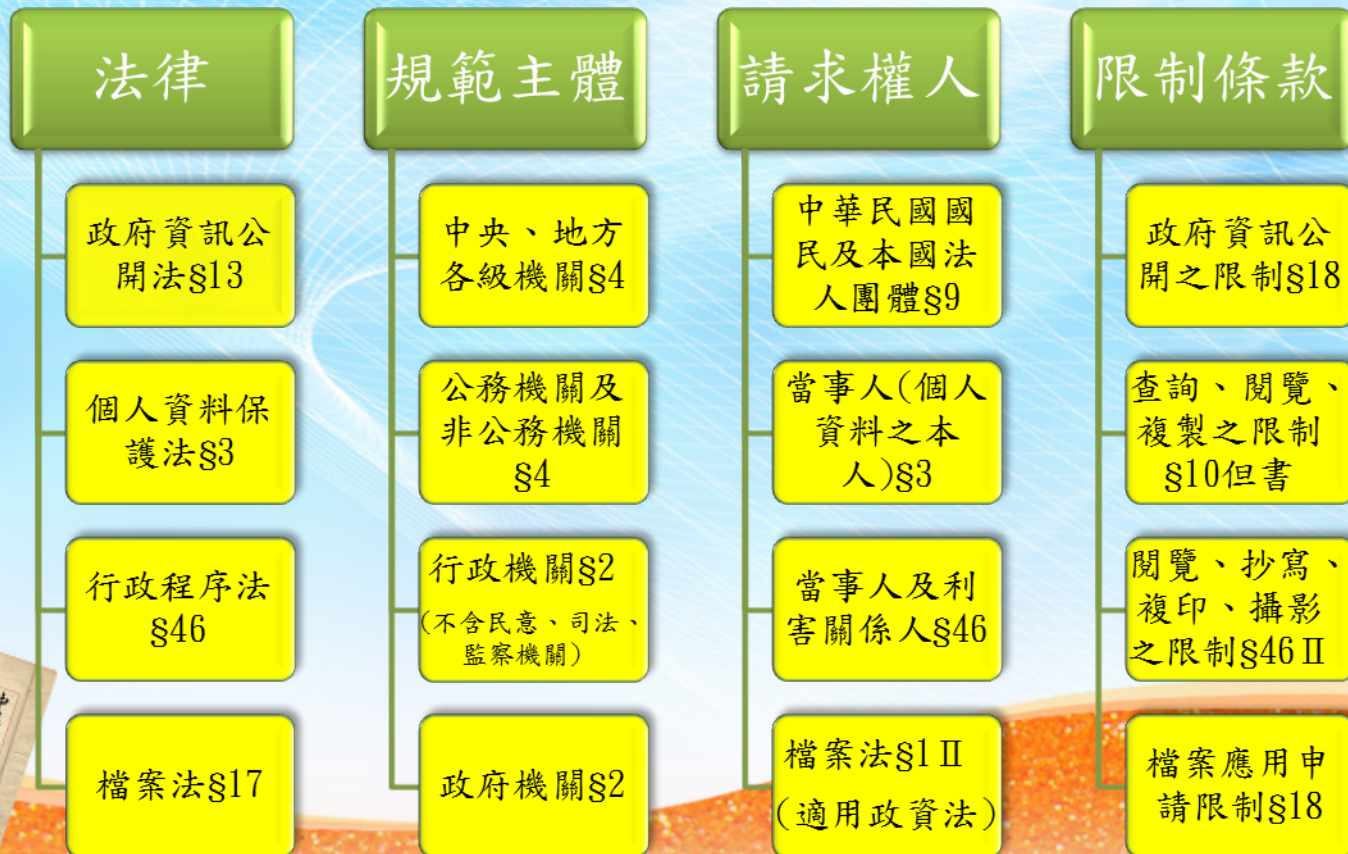 法律
政府資訊公
開法§13
個人資料保
護法§3
行政程序法
§46
檔案法§17
規範主體
中央、地方
各級機關§4
公務機關及
非公務機關
§4
行政機關§2
(不含民意、司法、
監察機關)
政府機關§2
請求權人
中華民國國
民及本國法
人團體§9
當事人(個人
資料之本
人)§3
當事人及利
害關係人§46
檔案法§1Ⅱ
(適用政資法)
限制條款
政府資訊公
開之限制§18
查詢、閱覽、
複製之限制
§10但書
閱覽、抄寫、
複印、攝影
之限制§46Ⅱ
檔案應用申
請限制§18